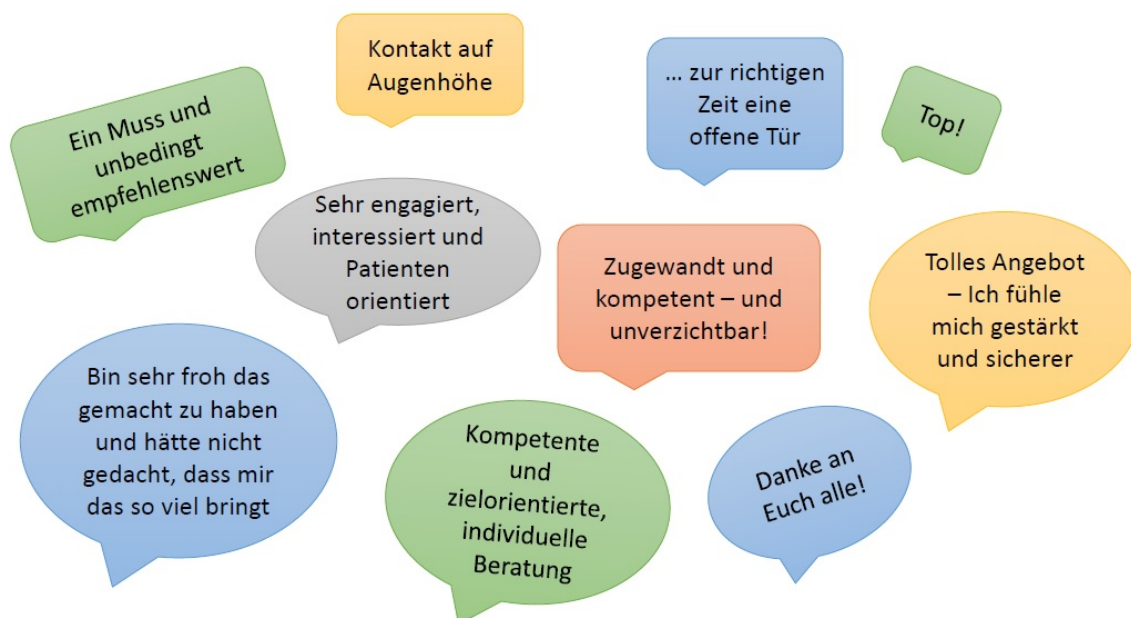 Kontakt auf
Augenhöhe
... zur richtigen
Zeit eine
offene Tür
Top!
Ein Muss und
unbedingt
empfehlenswert
Sehr engagiert,
interessiert und
Patienten
orientiert
Zugewandt und
kompetent – und
unverzichtbar!
Tolles Angebot
– Ich fühle
mich gestärkt
und sicherer
Bin sehr froh das
gemacht zu haben
und hätte nicht
gedacht, dass mir
das so viel bringt
Kompetente
und
zielorientierte,
individuelle
Beratung
Danke an
Euch alle!